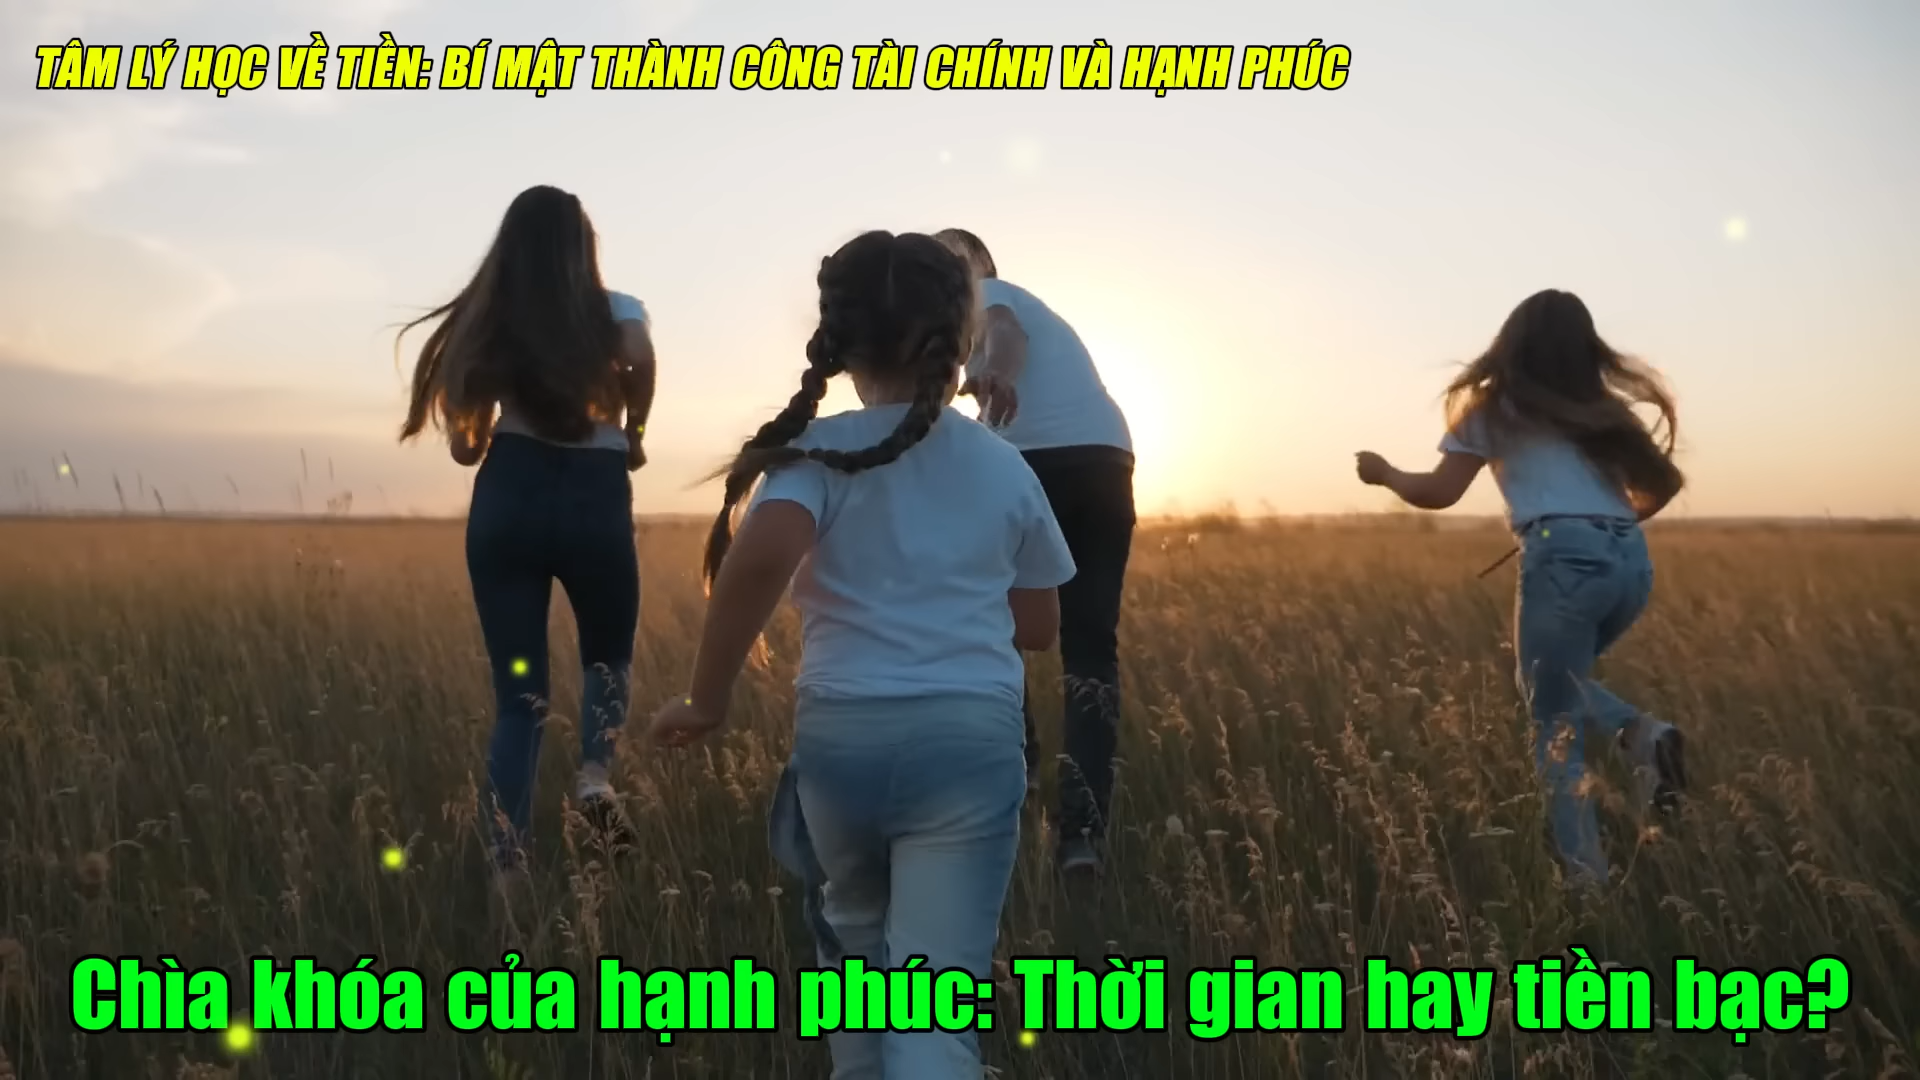 TÂM LÝ HỌC VỀ TIỀN: BÍ MẬT THÀNH CÔNG TÀI CHÍNH VÀ HẠNH PHÚC
Chìa khóa của hạnh phúc: Thời gian hay tiền bạc?